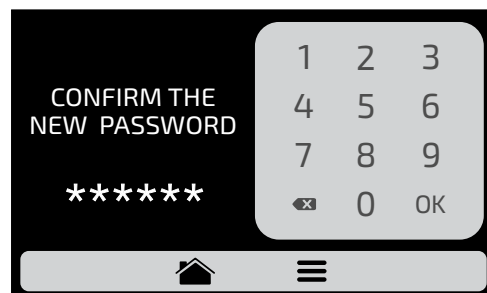 CONFIRM THE
NEW PASSWORD
******
1 2 3
4 5 6
7 8 9
0 OK